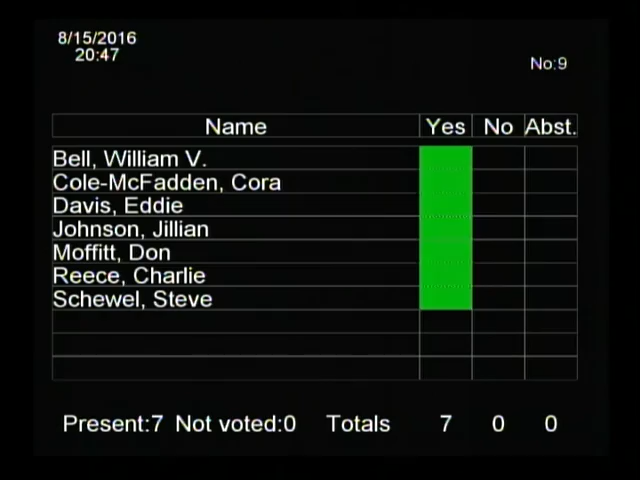 8/15/2016
20:47
No:9
Name Yes No Abst.
Bell, William V.
Cole-McFadden, Cora
Davis, Eddie
Johnson, Jillian
Moffitt, Don
Reece, Charlie
Schewel, Steve
Present:7 Not voted:0 Totals 7 0 0